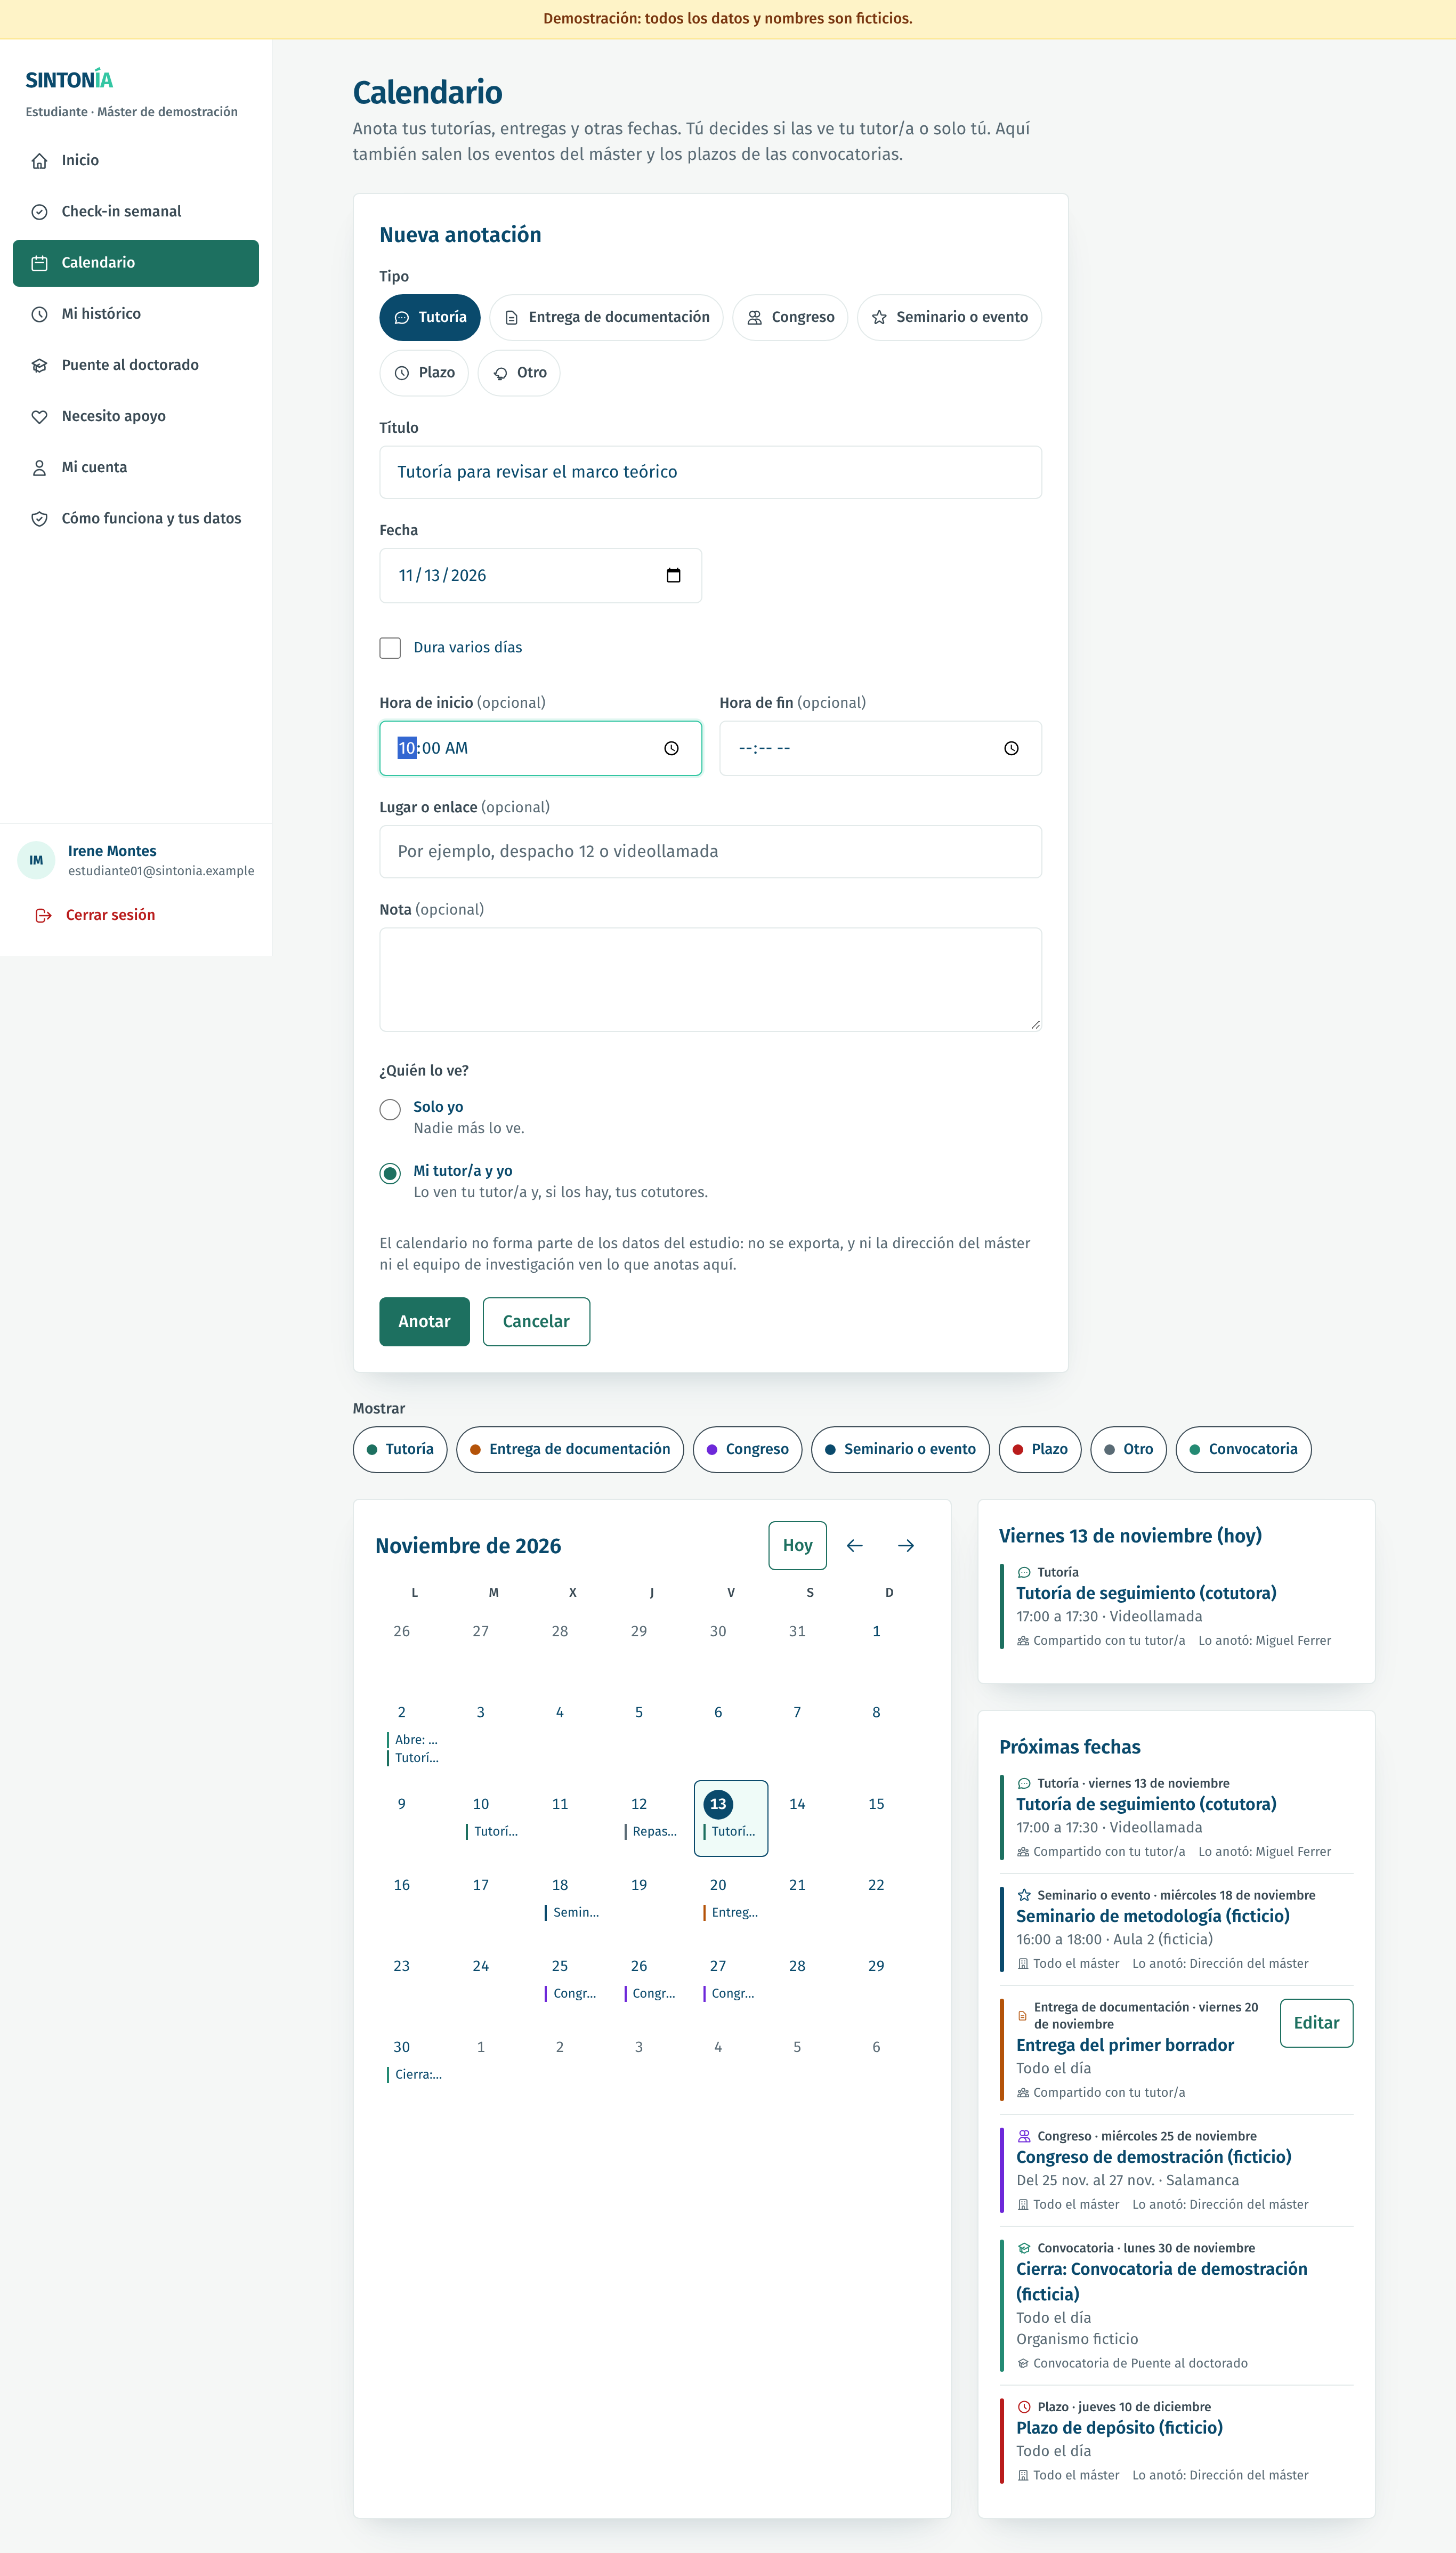 Demostración: todos los datos y nombres son ficticios.
SINTONÍA
Estudiante · Máster de demostración
Inicio
Check-in semanal
Calendario
Mi histórico
Puente al doctorado
Necesito apoyo
Mi cuenta
Cómo funciona y tus datos
IM
Irene Montes
estudiante01@sintonia.example
Cerrar sesión
Calendario
Anota tus tutorías, entregas y otras fechas. Tú decides si las ve tu tutor/a o solo tú. Aquí
también salen los eventos del máster y los plazos de las convocatorias.
Nueva anotación
Tipo
Tutoría Entrega de documentación Congreso Seminario o evento
Plazo Otro
Título
Tutoría para revisar el marco teórico
Fecha
11/13/2026
Dura varios días
Hora de inicio (opcional) Hora de fin (opcional)
10:00 AM --:-- --
Lugar o enlace (opcional)
Por ejemplo, despacho 12 o videollamada
Nota (opcional)
¿Quién lo ve?
Solo yo
Nadie más lo ve.
Mi tutor/a y yo
Lo ven tu tutor/a y, si los hay, tus cotutores.
El calendario no forma parte de los datos del estudio: no se exporta, y ni la dirección del máster
ni el equipo de investigación ven lo que anotas aquí.
Anotar Cancelar
Mostrar
Tutoría Entrega de documentación Congreso Seminario o evento Plazo Otro Convocatoria
Noviembre de 2026 Hoy
L M X J V S D
26 27 28 29 30 31 1
2 3 4 5 6 7 8
Abre: ...
Tutorí...
9 10 11 12 13 14 15
Tutorí... Repas... Tutorí...
16 17 18 19 20 21 22
Semin... Entreg...
23 24 25 26 27 28 29
Congr... Congr... Congr...
30 1 2 3 4 5 6
Cierra:...
Viernes 13 de noviembre (hoy)
Tutoría
Tutoría de seguimiento (cotutora)
17:00 a 17:30 · Videollamada
Compartido con tu tutor/a Lo anotó: Miguel Ferrer
Próximas fechas
Tutoría · viernes 13 de noviembre
Tutoría de seguimiento (cotutora)
17:00 a 17:30 · Videollamada
Compartido con tu tutor/a Lo anotó: Miguel Ferrer
Seminario o evento · miércoles 18 de noviembre
Seminario de metodología (ficticio)
16:00 a 18:00 · Aula 2 (ficticia)
Todo el máster Lo anotó: Dirección del máster
Entrega de documentación · viernes 20
de noviembre
Editar
Entrega del primer borrador
Todo el día
Compartido con tu tutor/a
Congreso · miércoles 25 de noviembre
Congreso de demostración (ficticio)
Del 25 nov. al 27 nov. · Salamanca
Todo el máster Lo anotó: Dirección del máster
Convocatoria · lunes 30 de noviembre
Cierra: Convocatoria de demostración
(ficticia)
Todo el día
Organismo ficticio
Convocatoria de Puente al doctorado
Plazo · jueves 10 de diciembre
Plazo de depósito (ficticio)
Todo el día
Todo el máster Lo anotó: Dirección del máster